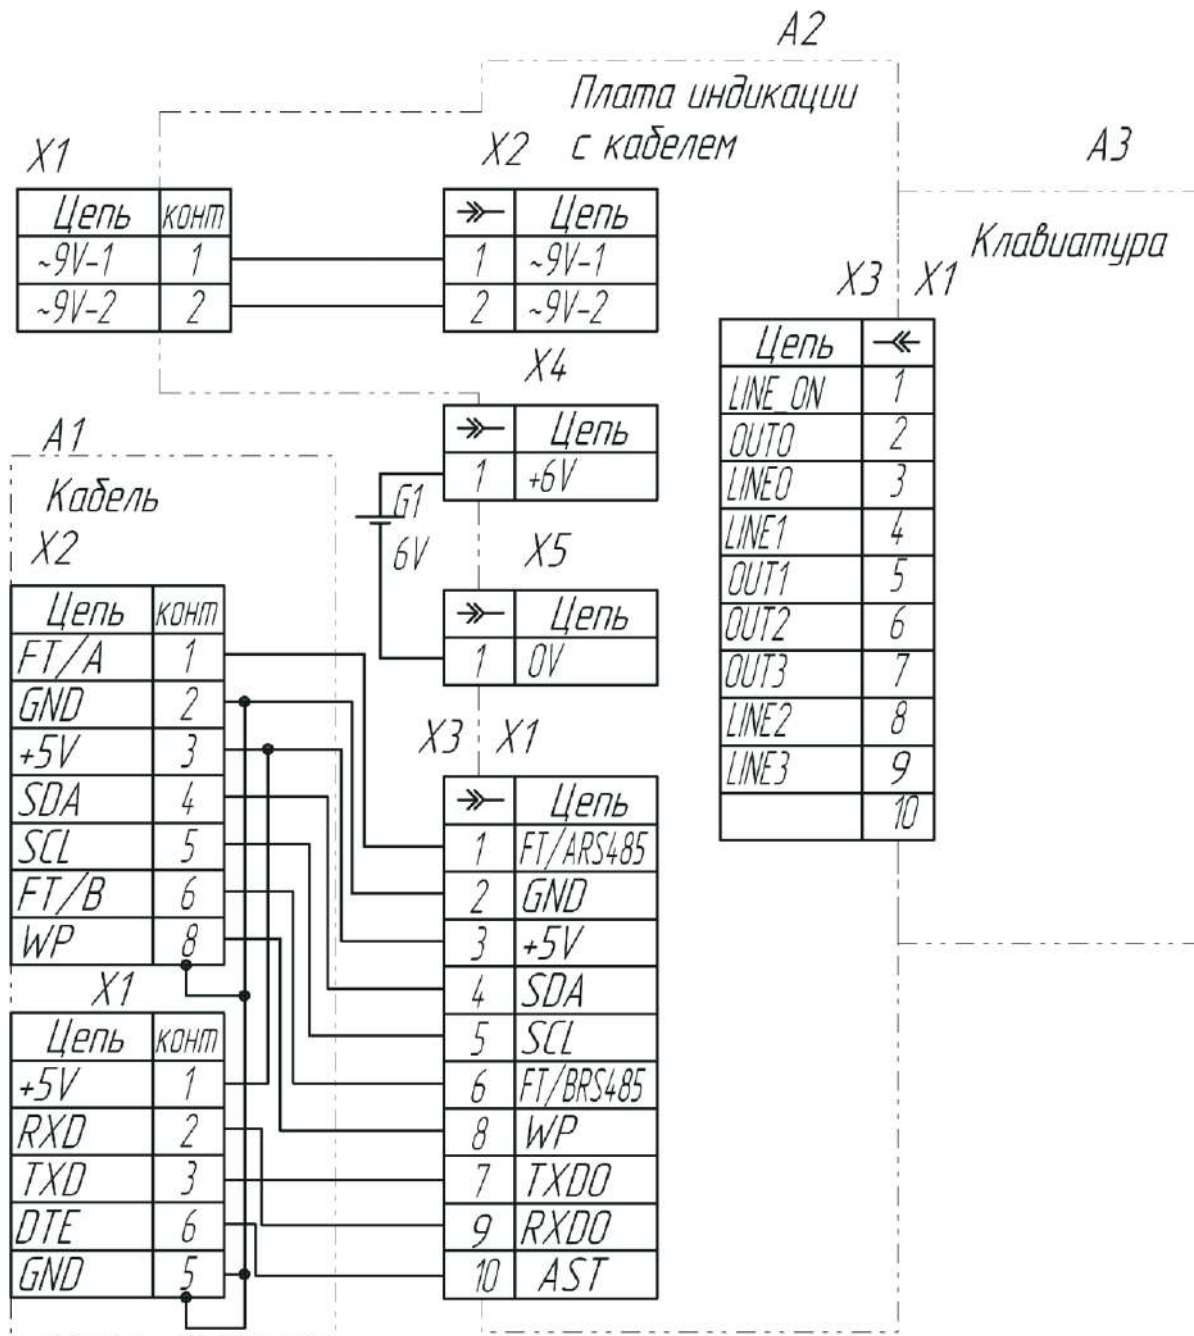 A2
Плата индикации
с кабелем
A3
Клавиатура
X1
Цепь конт
~9V-1 1
~9V-2 2
X2
Цепь
1 ~9V-1
2 ~9V-2
X3 X1
Цепь
LINE_ON 1
OUT0 2
LINE0 3
LINE1 4
OUT1 5
OUT2 6
OUT3 7
LINE2 8
LINE3 9
10
X4
Цепь
1 +6V
G1
6V
X5
Цепь
1 0V
A1
Кабель
X2
Цепь конт
FT/A 1
GND 2
+5V 3
SDA 4
SCL 5
FT/B 6
WP 8
X1
Цепь конт
+5V 1
RXD 2
TXD 3
DTE 6
GND 5
X3 X1
Цепь
1 FT/ARS485
2 GND
3 +5V
4 SDA
5 SCL
6 FT/BRS485
8 WP
7 TXDO
9 RXDO
10 AST